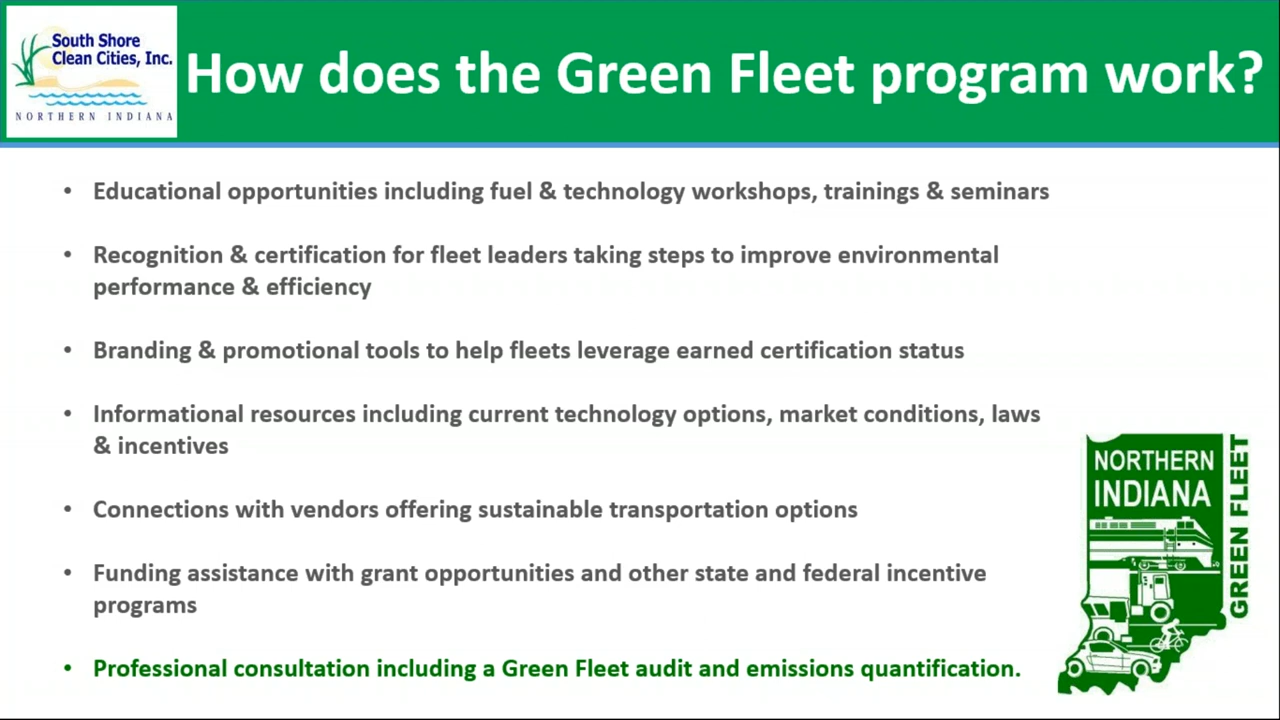 South Shore
Clean Cities, Inc.
NORTHERN INDIANA
How does the Green Fleet program work?
• Educational opportunities including fuel & technology workshops, trainings & seminars
• Recognition & certification for fleet leaders taking steps to improve environmental
performance & efficiency
• Branding & promotional tools to help fleets leverage earned certification status
• Informational resources including current technology options, market conditions, laws
& incentives
• Connections with vendors offering sustainable transportation options
• Funding assistance with grant opportunities and other state and federal incentive
programs
• Professional consultation including a Green Fleet audit and emissions quantification.
NORTHERN
INDIANA
GREEN FLEET